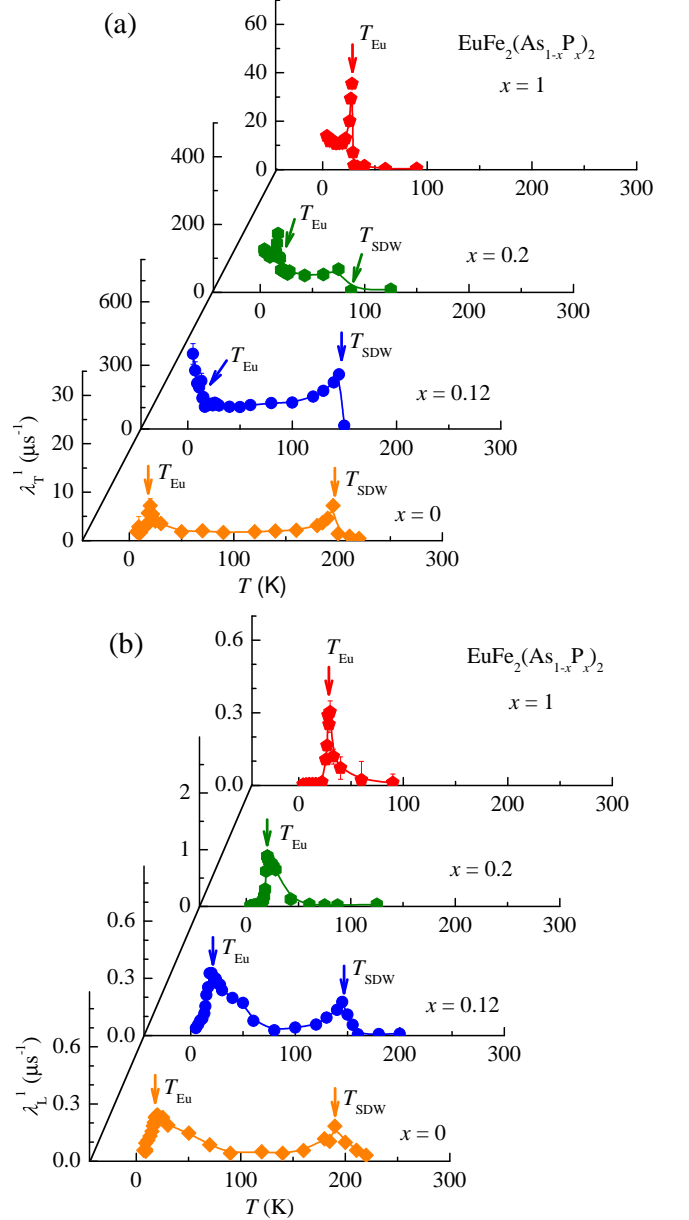 (a)
60
40
20
0
T_Eu
EuFe₂(As₁₋ₓPₓ)₂
x = 1
0 100 200 300
400
200
0
T_Eu
T_SDW
x = 0.2
0 100 200 300
600
300
0
T_Eu
T_SDW
x = 0.12
0 100 200 300
30
20
10
0
λ_T^1 (μs⁻¹)
T_Eu
T_SDW
x = 0
0 100 200 300
T (K)
(b)
0.6
0.3
0.0
T_Eu
EuFe₂(As₁₋ₓPₓ)₂
x = 1
0 100 200 300
2
1
0
T_Eu
x = 0.2
0 100 200 300
0.6
0.3
0.0
T_Eu
T_SDW
x = 0.12
0 100 200 300
0.6
0.3
0.0
λ_L^1 (μs⁻¹)
T_Eu
T_SDW
x = 0
0 100 200 300
T (K)